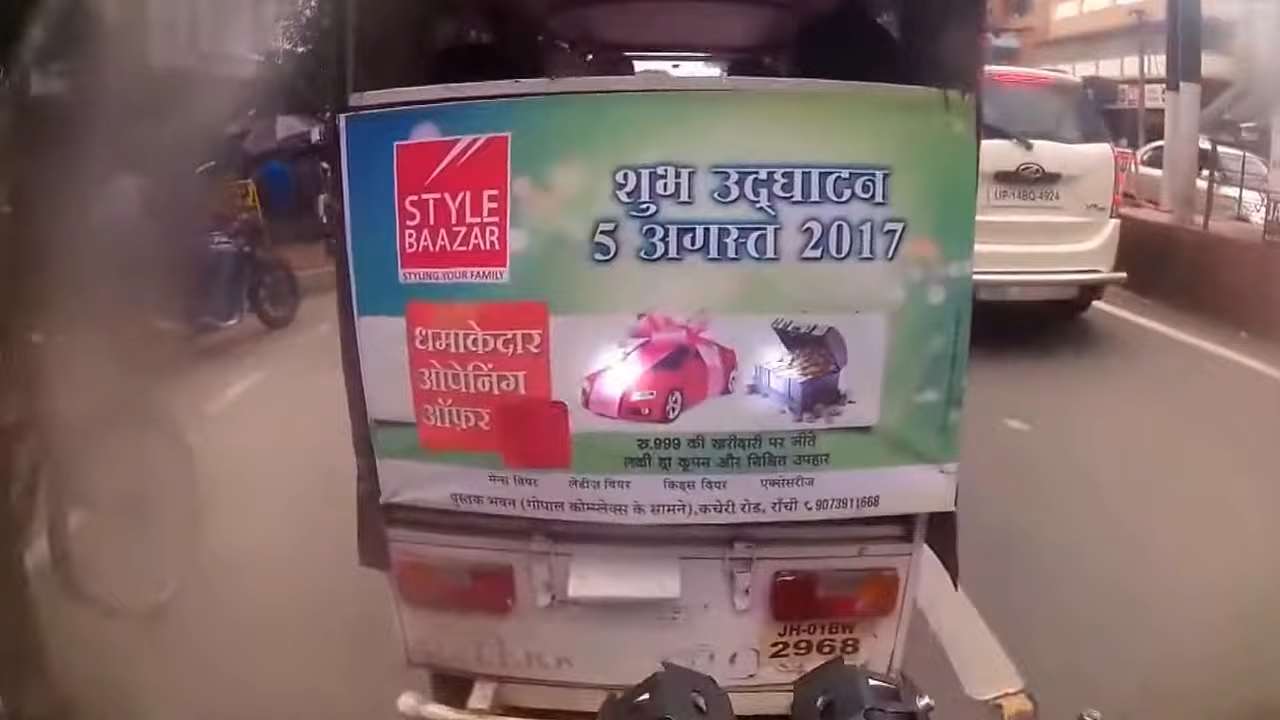 STYLE
BAAZAR
STYLING YOUR FAMILY
शुभ उद्घाटन
5 अगस्त 2017
धमाकेदार
ओपेनिंग
ऑफ़र
रु.999 की खरीदारी पर जीते
लकी ड्रा कूपन और निश्चित उपहार
मेन्स वियर लेडीज़ वियर किड्स वियर एक्सेसरीज
पुस्तक भवन (गोपाल कोम्प्लेक्स के सामने),कचेरी रोड, राँची 9073911668
JH-01BW
2968
UP-14BQ-4924